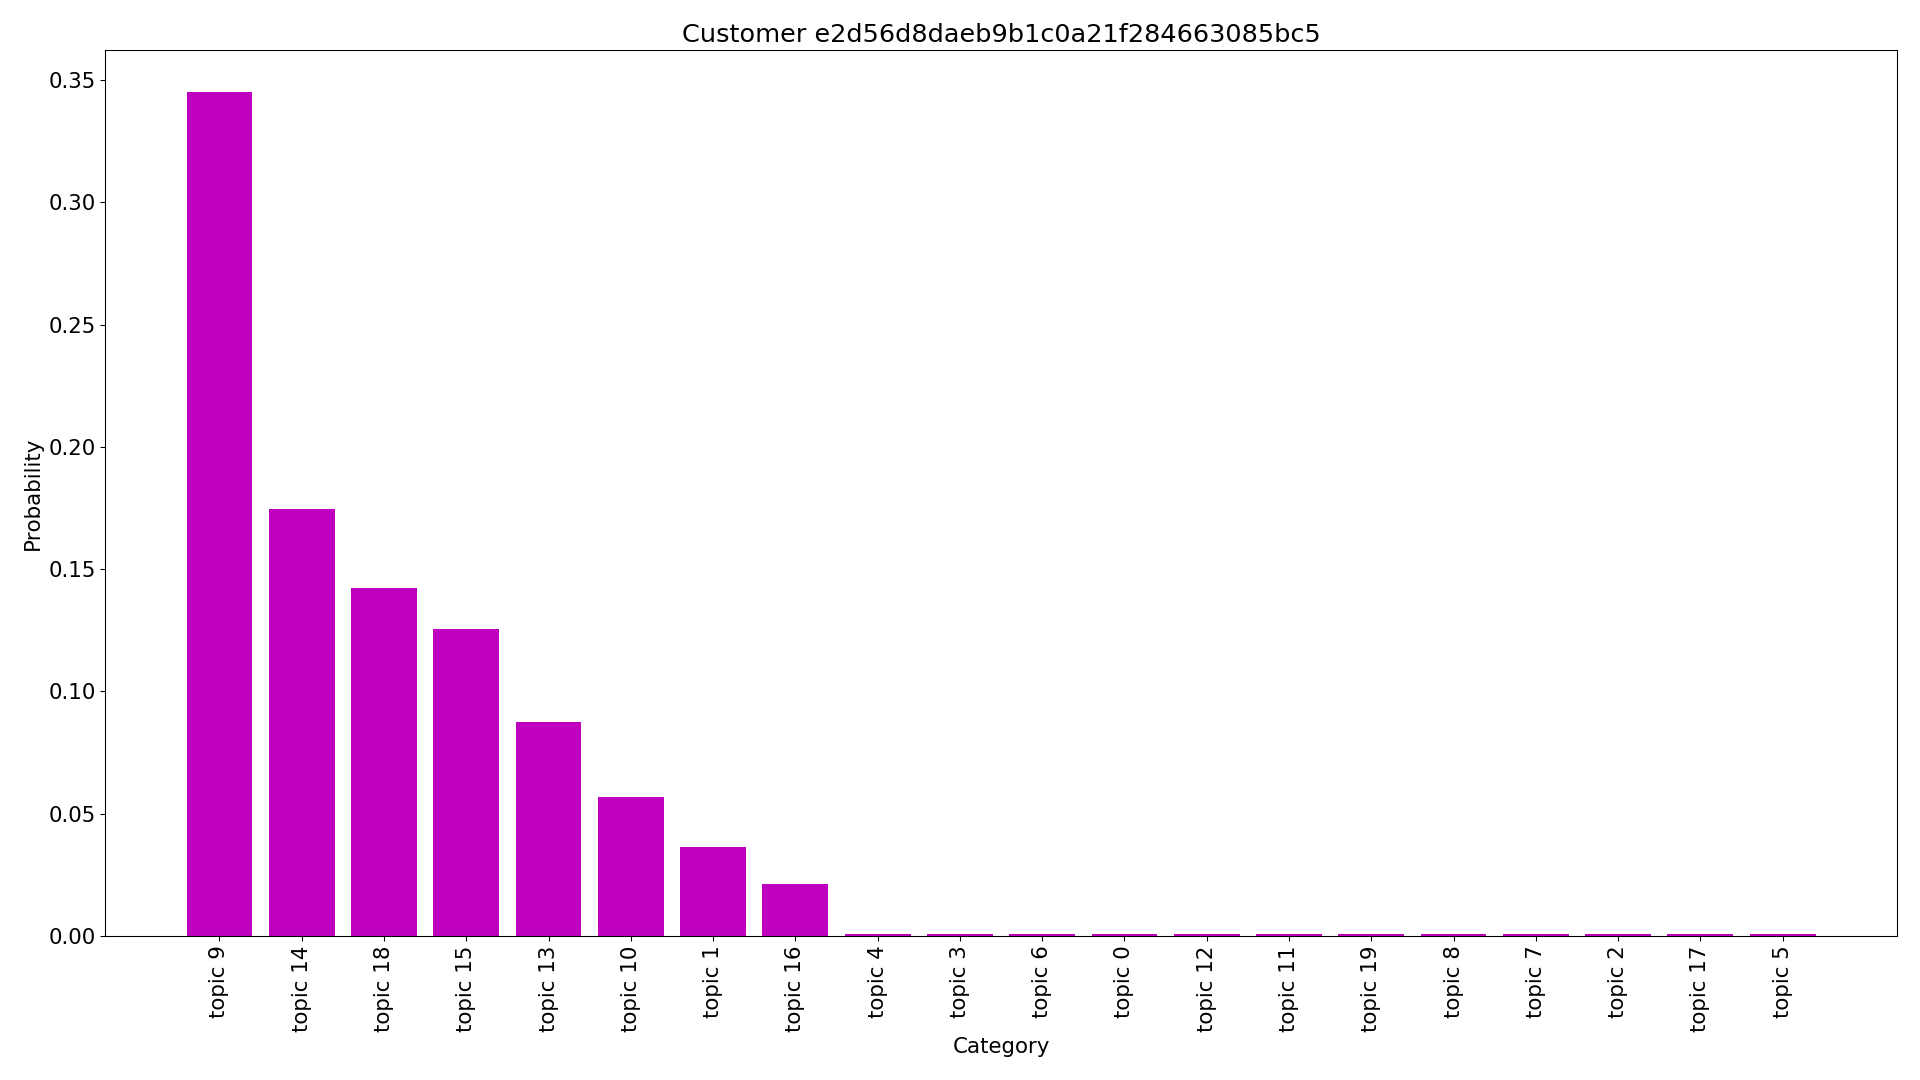 Customer e2d56d8daeb9b1c0a21f284663085bc5
Probability
0.35
0.30
0.25
0.20
0.15
0.10
0.05
0.00
topic 9
topic 14
topic 18
topic 15
topic 13
topic 10
topic 1
topic 16
topic 4
topic 3
topic 6
topic 0
topic 12
topic 11
topic 19
topic 8
topic 7
topic 2
topic 17
topic 5
Category